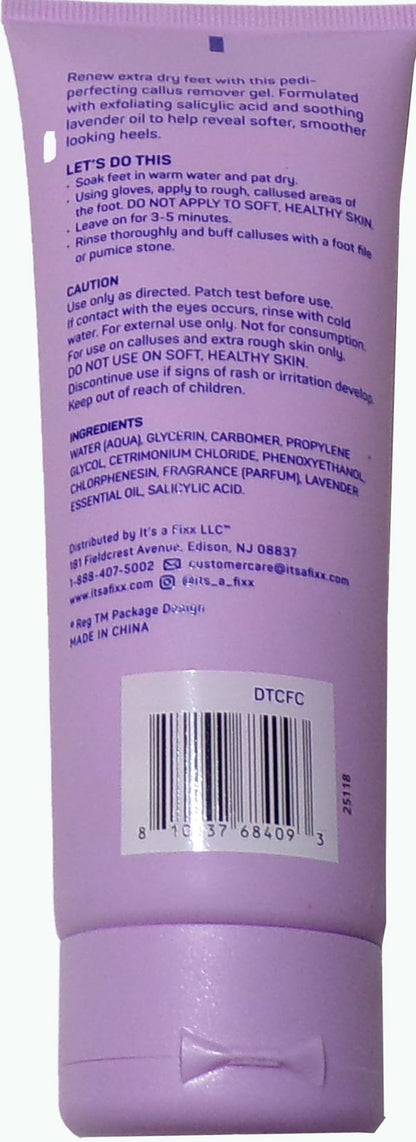 Renew extra dry feet with this pedi-
perfecting callus remover gel. Formulated
with exfoliating salicylic acid and soothing
lavender oil to help reveal softer, smoother
looking heels.
LET'S DO THIS
· Soak feet in warm water and pat dry.
· Using gloves, apply to rough, callused areas of
the foot. DO NOT APPLY TO SOFT, HEALTHY SKIN.
· Leave on for 3-5 minutes.
· Rinse thoroughly and buff calluses with a foot file
or pumice stone.
CAUTION
Use only as directed. Patch test before use.
If contact with the eyes occurs, rinse with cold
water. For external use only. Not for consumption.
For use on calluses and extra rough skin only.
DO NOT USE ON SOFT, HEALTHY SKIN.
Discontinue use if signs of rash or irritation develop.
Keep out of reach of children.
INGREDIENTS
WATER (AQUA), GLYCERIN, CARBOMER, PROPYLENE
GLYCOL, CETRIMONIUM CHLORIDE, PHENOXYETHANOL,
CHLORPHENESIN, FRAGRANCE (PARFUM), LAVENDER
ESSENTIAL OIL, SALICYLIC ACID.
Distributed by It's a Fixx LLC™
181 Fieldcrest Avenue, Edison, NJ 08837
1-888-407-5002 customercare@itsafixx.com
www.itsafixx.com @its_a_fixx
® Reg TM Package Design
MADE IN CHINA
DTCFC
25118
8 10 37 68409 3